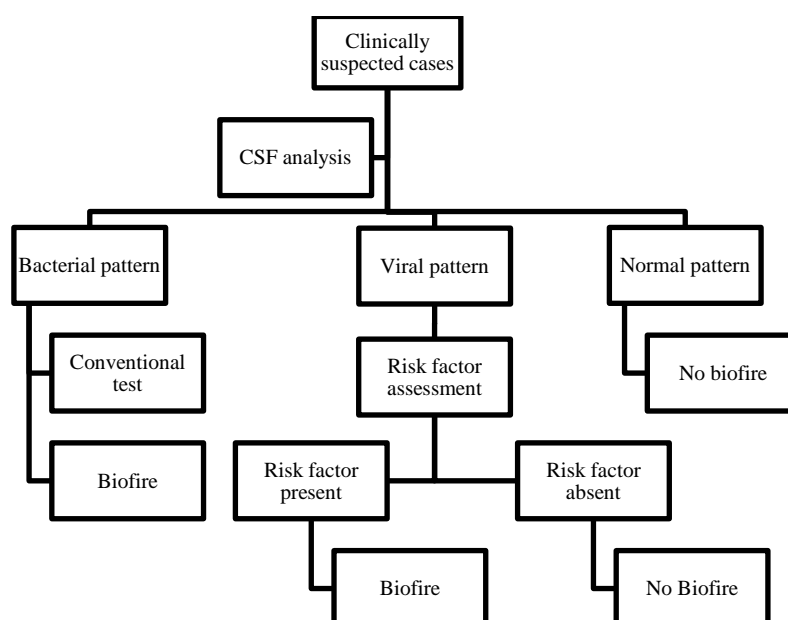 Clinically
suspected cases
CSF analysis
Bacterial pattern
Viral pattern
Normal pattern
Conventional
test
Risk factor
assessment
No biofire
Biofire
Risk factor
present
Risk factor
absent
Biofire
No Biofire